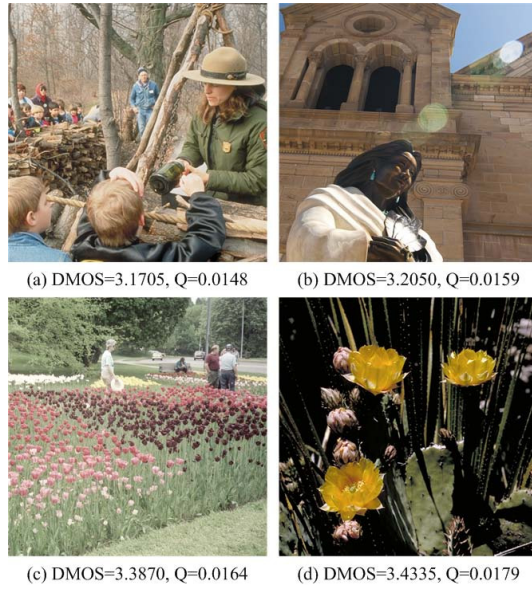 (a) DMOS=3.1705, Q=0.0148
(b) DMOS=3.2050, Q=0.0159
(c) DMOS=3.3870, Q=0.0164
(d) DMOS=3.4335, Q=0.0179